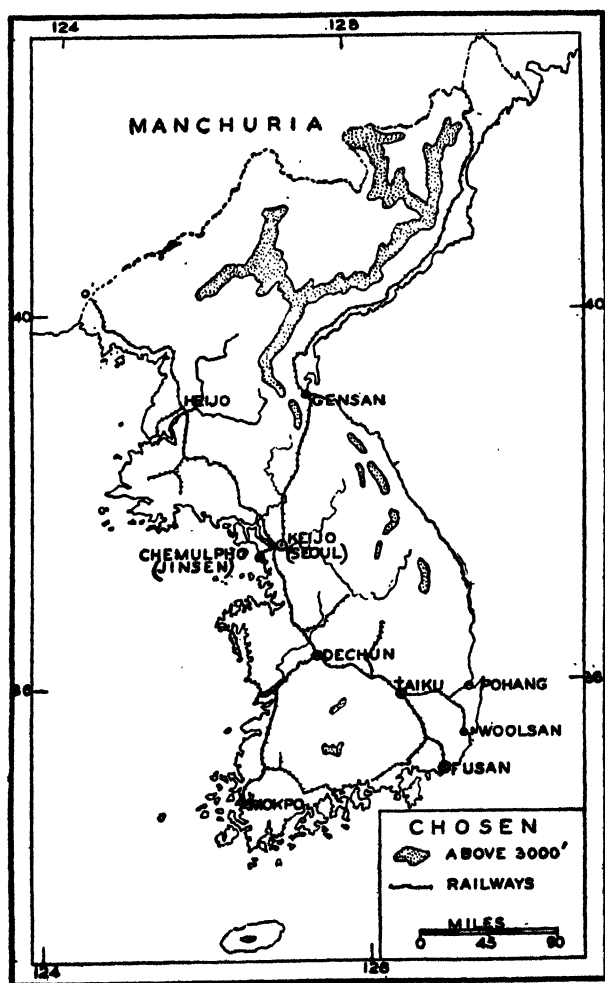 124 128
MANCHURIA
40 40
HEIJO
GENSAN
KEIJO
(SEOUL)
CHEMULPHO
(JINSEN)
DECHUN
TAIKU
POHANG
36 36
WOOLSAN
FUSAN
MOKPO
CHOSEN
ABOVE 3000'
RAILWAYS
MILES
0 45 90
124 128